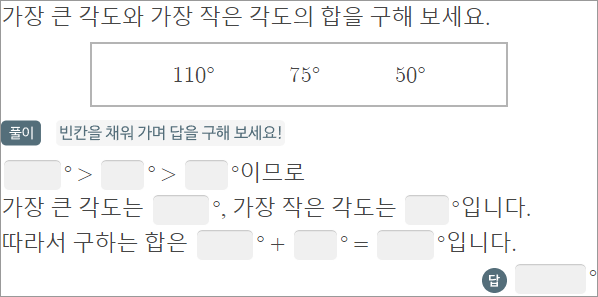 가장 큰 각도와 가장 작은 각도의 합을 구해 보세요.
110° 75° 50°
풀이 빈칸을 채워 가며 답을 구해 보세요!
° > ° > °이므로
가장 큰 각도는 °, 가장 작은 각도는 °입니다.
따라서 구하는 합은 ° + ° = °입니다.
답 °